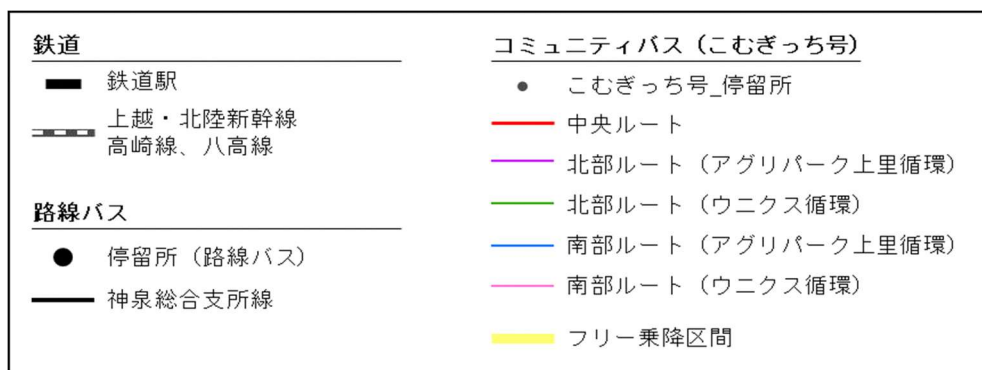 鉄道
鉄道駅
上越・北陸新幹線
高崎線、八高線
路線バス
停留所（路線バス）
神泉総合支所線
コミュニティバス（こむぎっち号）
こむぎっち号_停留所
中央ルート
北部ルート（アグリパーク上里循環）
北部ルート（ウニクス循環）
南部ルート（アグリパーク上里循環）
南部ルート（ウニクス循環）
フリー乗降区間